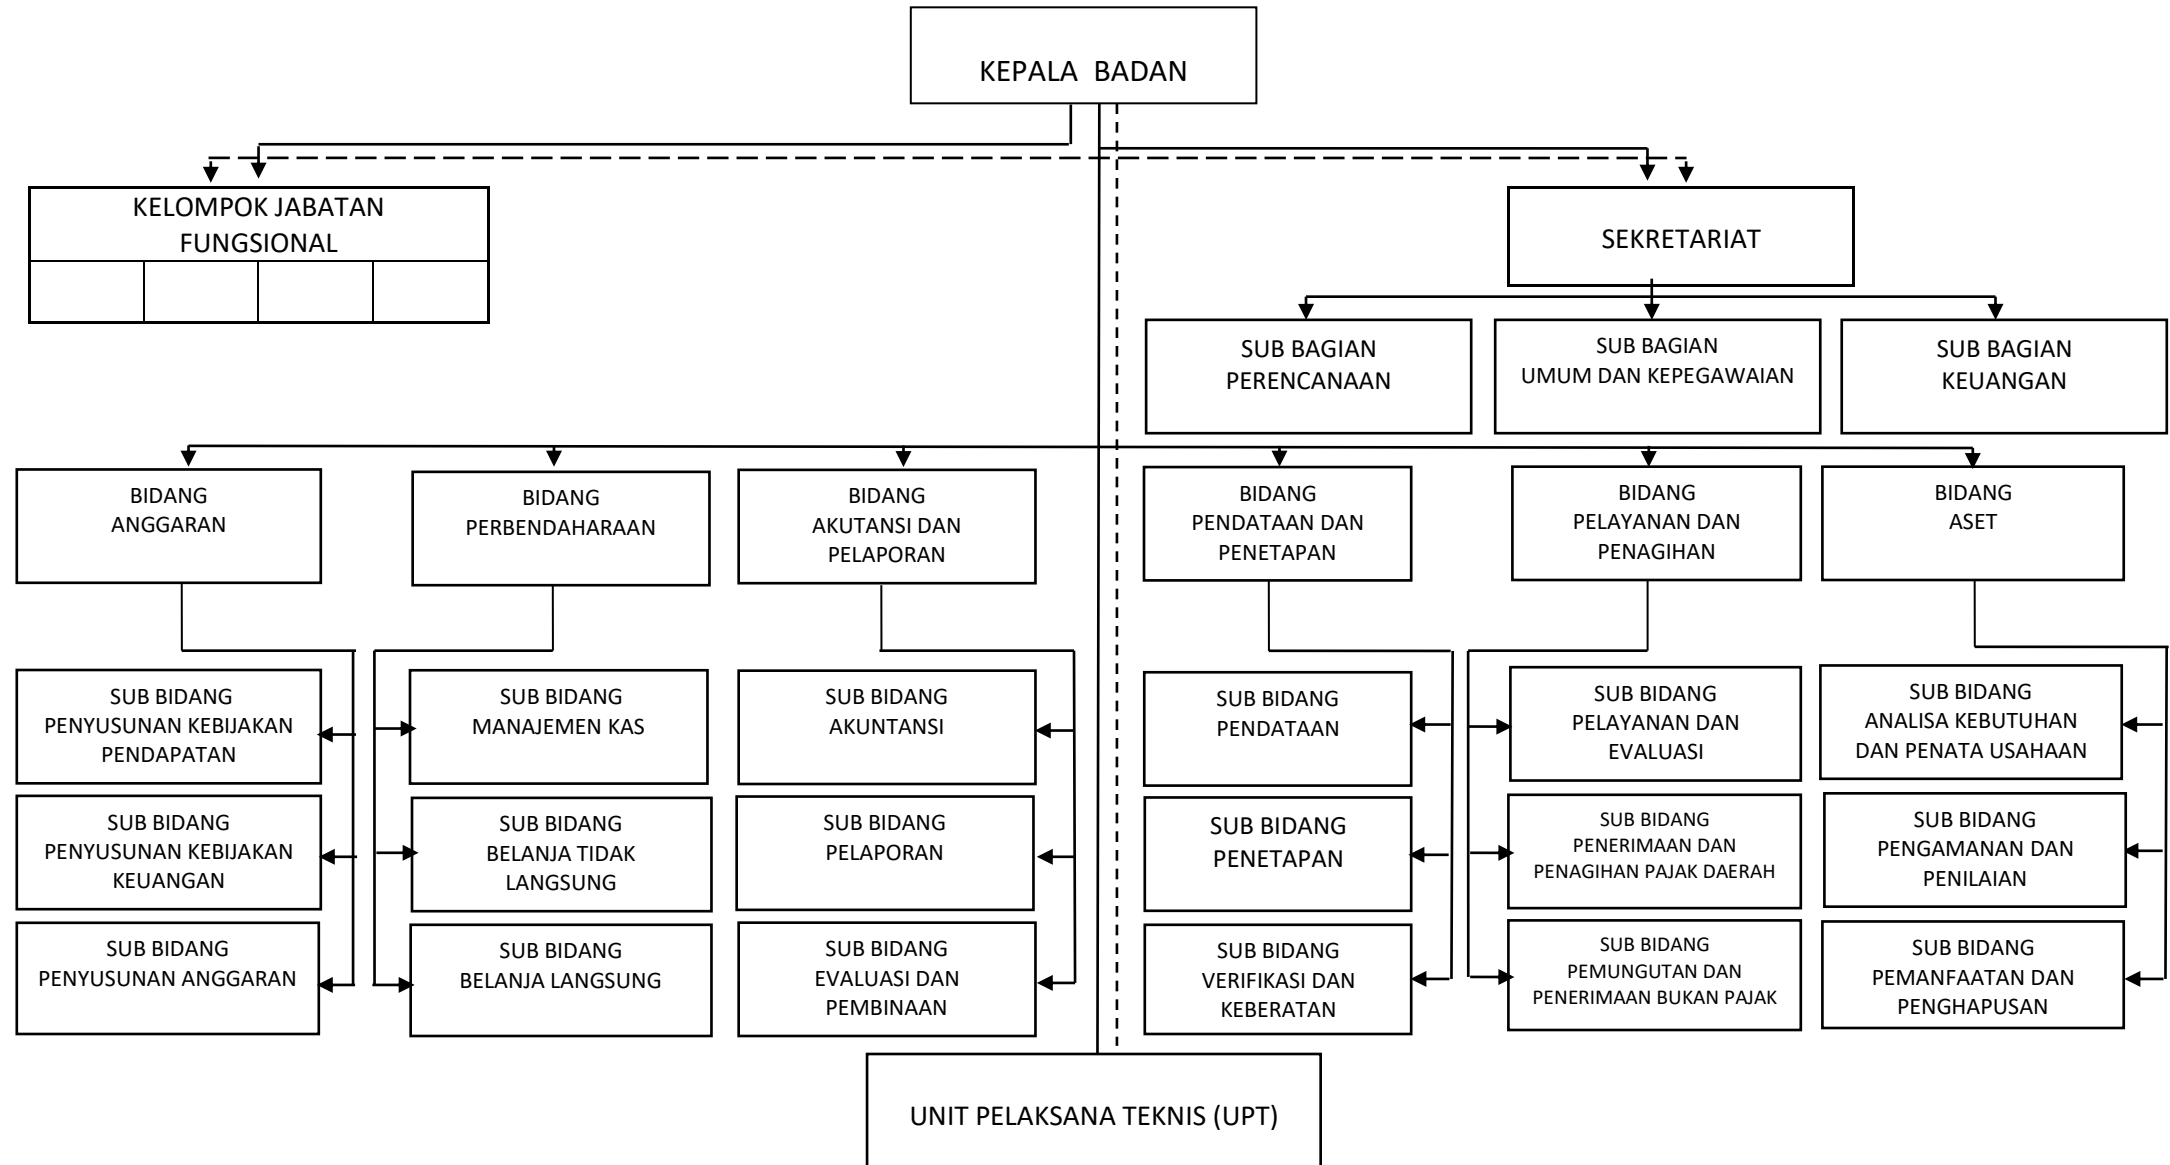 KEPALA BADAN
KELOMPOK JABATAN
FUNGSIONAL
SEKRETARIAT
SUB BAGIAN
PERENCANAAN
SUB BAGIAN
UMUM DAN KEPEGAWAIAN
SUB BAGIAN
KEUANGAN
BIDANG
ANGGARAN
BIDANG
PERBENDAHARAAN
BIDANG
AKUTANSI DAN
PELAPORAN
BIDANG
PENDATAAN DAN
PENETAPAN
BIDANG
PELAYANAN DAN
PENAGIHAN
BIDANG
ASET
SUB BIDANG
PENYUSUNAN KEBIJAKAN
PENDAPATAN
SUB BIDANG
MANAJEMEN KAS
SUB BIDANG
AKUNTANSI
SUB BIDANG
PENDATAAN
SUB BIDANG
PELAYANAN DAN
EVALUASI
SUB BIDANG
ANALISA KEBUTUHAN
DAN PENATA USAHAAN
SUB BIDANG
PENYUSUNAN KEBIJAKAN
KEUANGAN
SUB BIDANG
BELANJA TIDAK
LANGSUNG
SUB BIDANG
PELAPORAN
SUB BIDANG
PENETAPAN
SUB BIDANG
PENERIMAAN DAN
PENAGIHAN PAJAK DAERAH
SUB BIDANG
PENGAMANAN DAN
PENILAIAN
SUB BIDANG
PENYUSUNAN ANGGARAN
SUB BIDANG
BELANJA LANGSUNG
SUB BIDANG
EVALUASI DAN
PEMBINAAN
SUB BIDANG
VERIFIKASI DAN
KEBERATAN
SUB BIDANG
PEMUNGUTAN DAN
PENERIMAAN BUKAN PAJAK
SUB BIDANG
PEMANFAATAN DAN
PENGHAPUSAN
UNIT PELAKSANA TEKNIS (UPT)